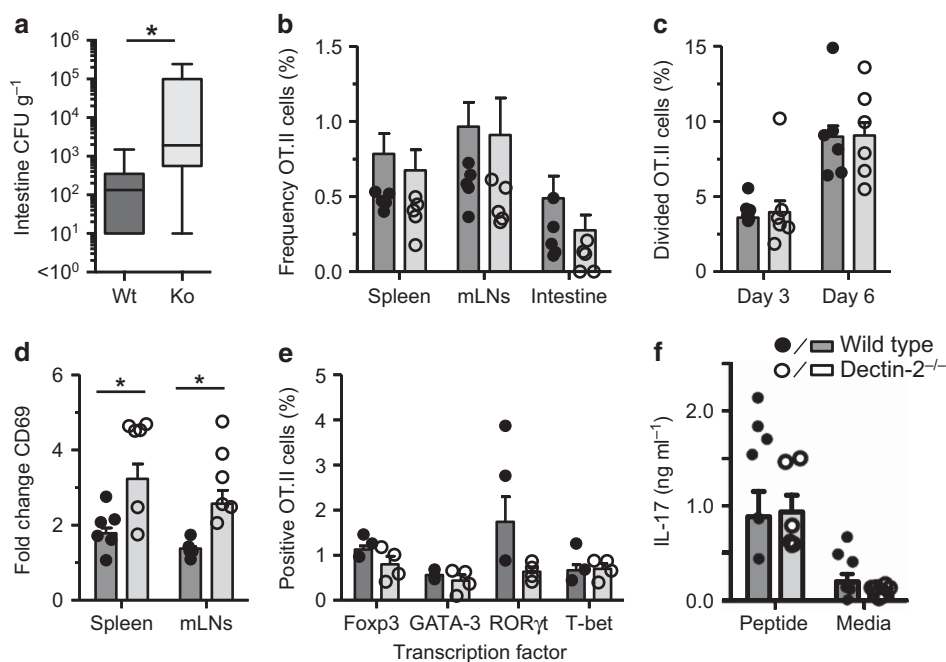 a
Intestine CFU g⁻¹
10⁶
10⁵
10⁴
10³
10²
10¹
<10⁰
*
Wt
Ko
b
Frequency OT.II cells (%)
1.5
1.0
0.5
0.0
Spleen
mLNs
Intestine
c
Divided OT.II cells (%)
15
10
5
0
Day 3
Day 6
d
Fold change CD69
6
4
2
0
*
*
Spleen
mLNs
e
Positive OT.II cells (%)
5
4
3
2
1
0
Foxp3
GATA-3
RORγt
T-bet
Transcription factor
f
/ Wild type
/ Dectin-2⁻/⁻
IL-17 (ng ml⁻¹)
2.0
1.0
0.0
Peptide
Media